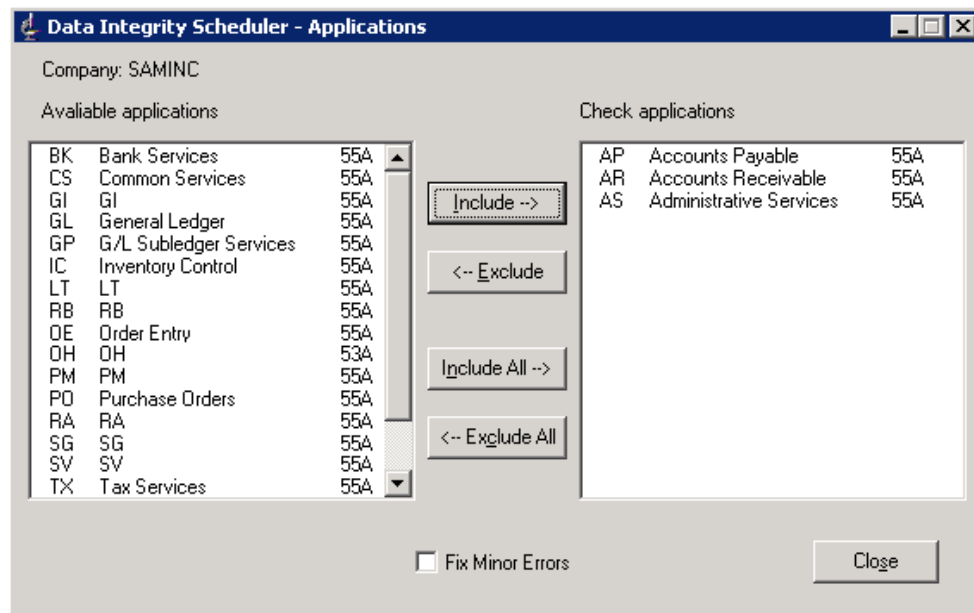 Data Integrity Scheduler - Applications
Company: SAMINC
Avaliable applications
Check applications
BK Bank Services 55A
CS Common Services 55A
GI GI 55A
GL General Ledger 55A
GP G/L Subledger Services 55A
IC Inventory Control 55A
LT LT 55A
RB RB 55A
OE Order Entry 55A
OH OH 53A
PM PM 55A
PO Purchase Orders 55A
RA RA 55A
SG SG 55A
SV SV 55A
TX Tax Services 55A
Include -->
<-- Exclude
Include All -->
<-- Exclude All
AP Accounts Payable 55A
AR Accounts Receivable 55A
AS Administrative Services 55A
Fix Minor Errors
Close